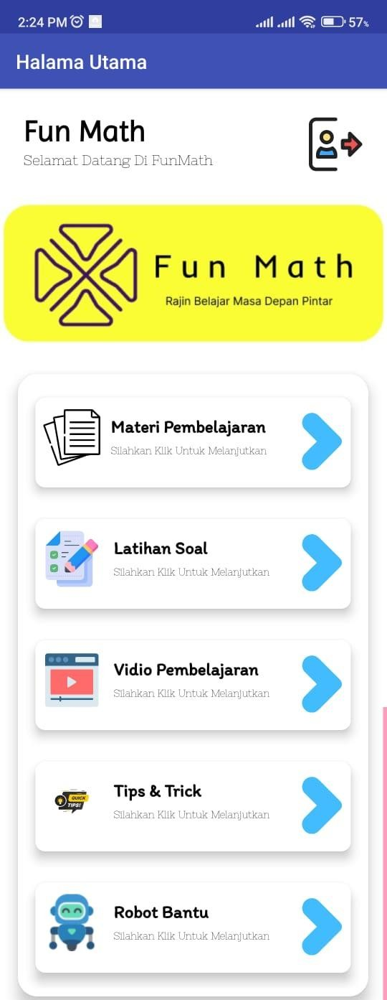 2:24 PM
57%
Halama Utama
Fun Math
Selamat Datang Di FunMath
Fun Math
Rajin Belajar Masa Depan Pintar
Materi Pembelajaran
Silahkan Klik Untuk Melanjutkan
Latihan Soal
Silahkan Klik Untuk Melanjutkan
Vidio Pembelajaran
Silahkan Klik Untuk Melanjutkan
QUICK
TIPS!
Tips & Trick
Silahkan Klik Untuk Melanjutkan
Robot Bantu
Silahkan Klik Untuk Melanjutkan